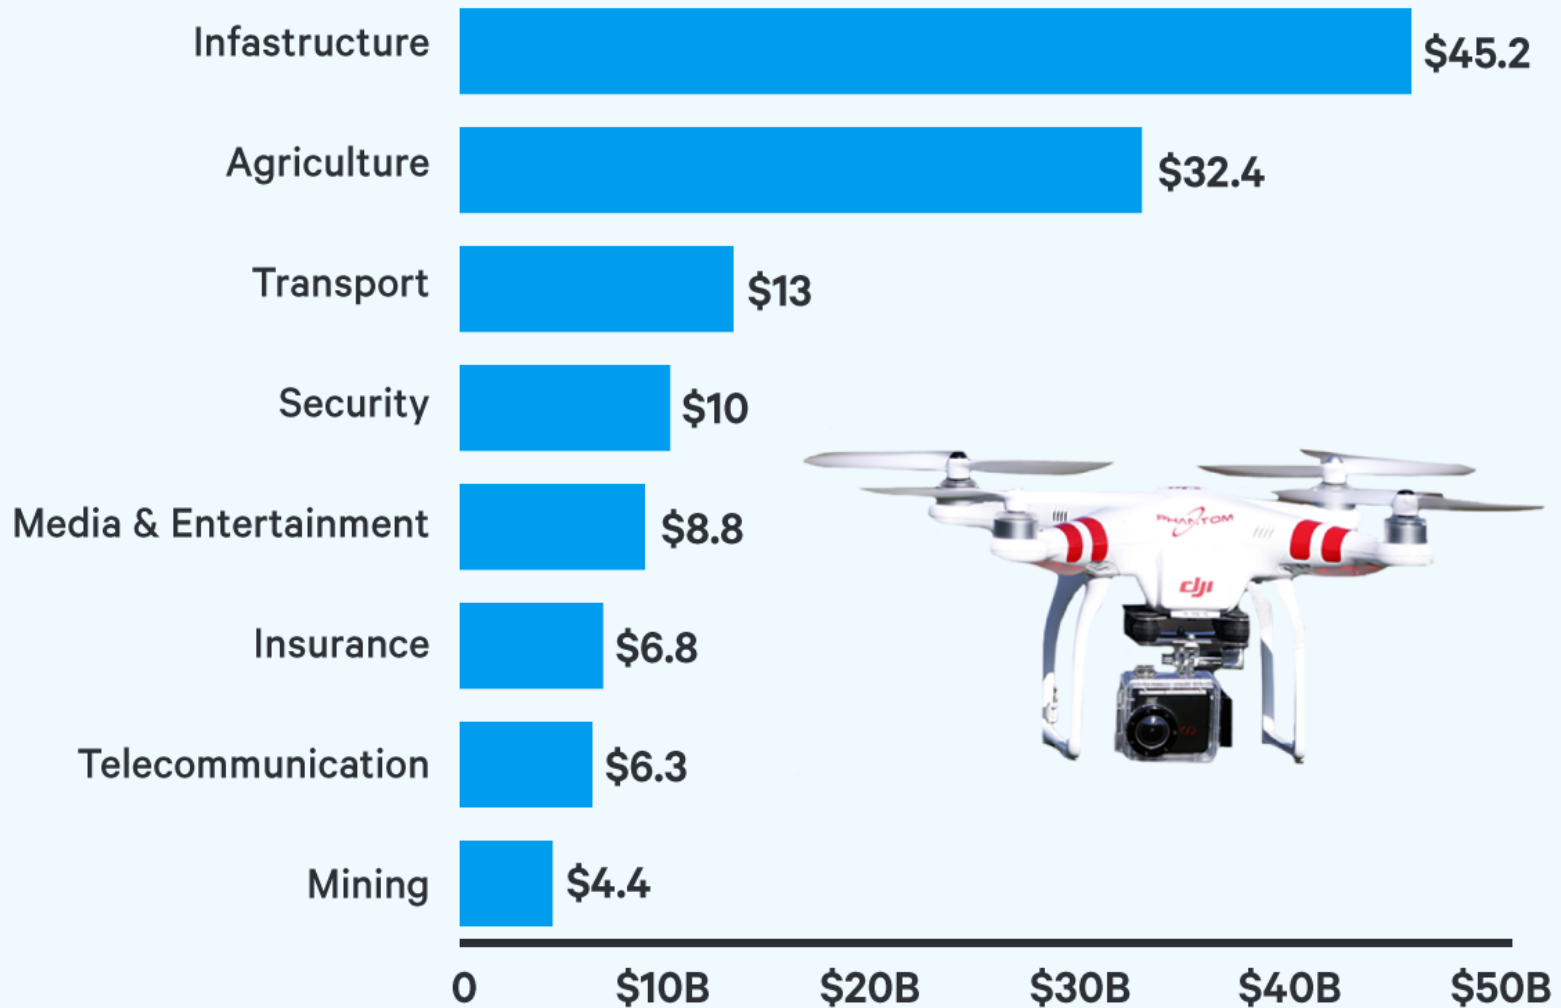 Infastructure $45.2
Agriculture $32.4
Transport $13
Security $10
Media & Entertainment $8.8
Insurance $6.8
Telecommunication $6.3
Mining $4.4
0 $10B $20B $30B $40B $50B
PHANTOM
dji